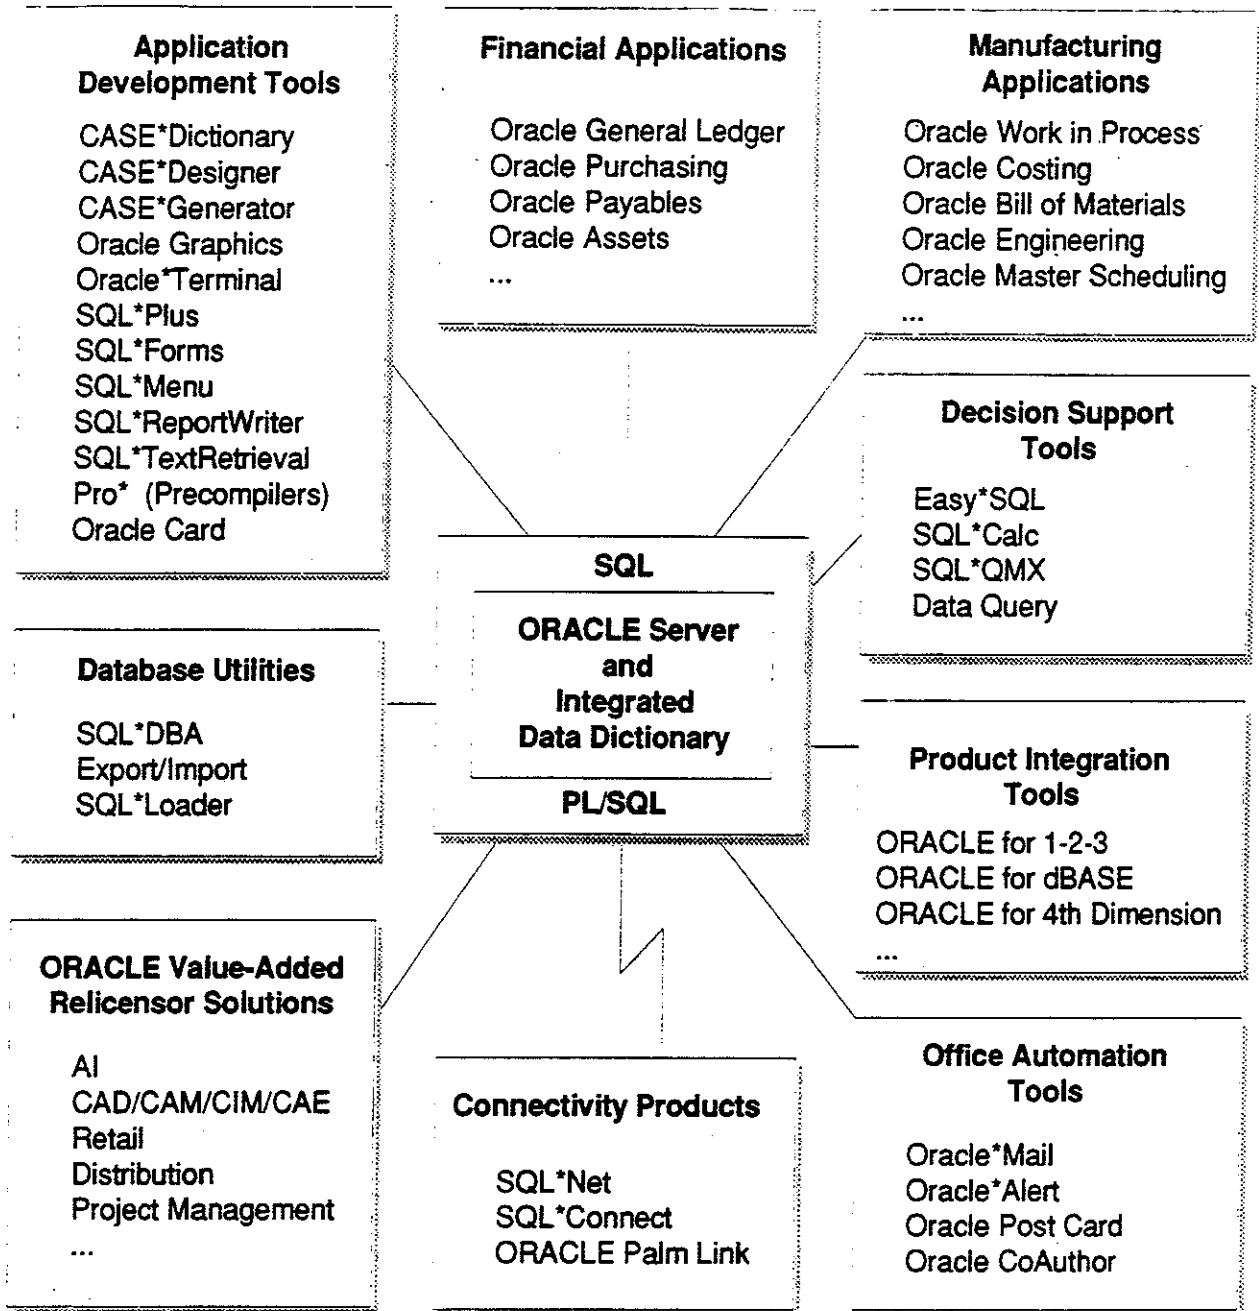 Application
Development Tools
CASE*Dictionary
CASE*Designer
CASE*Generator
Oracle Graphics
Oracle*Terminal
SQL*Plus
SQL*Forms
SQL*Menu
SQL*ReportWriter
SQL*TextRetrieval
Pro* (Precompilers)
Oracle Card
Financial Applications
Oracle General Ledger
Oracle Purchasing
Oracle Payables
Oracle Assets
...
Manufacturing
Applications
Oracle Work in Process
Oracle Costing
Oracle Bill of Materials
Oracle Engineering
Oracle Master Scheduling
...
Decision Support
Tools
Easy*SQL
SQL*Calc
SQL*QMX
Data Query
SQL
ORACLE Server
and
Integrated
Data Dictionary
PL/SQL
Database Utilities
SQL*DBA
Export/Import
SQL*Loader
Product Integration
Tools
ORACLE for 1-2-3
ORACLE for dBASE
ORACLE for 4th Dimension
...
ORACLE Value-Added
Relicensor Solutions
AI
CAD/CAM/CIM/CAE
Retail
Distribution
Project Management
...
Connectivity Products
SQL*Net
SQL*Connect
ORACLE Palm Link
Office Automation
Tools
Oracle*Mail
Oracle*Alert
Oracle Post Card
Oracle CoAuthor